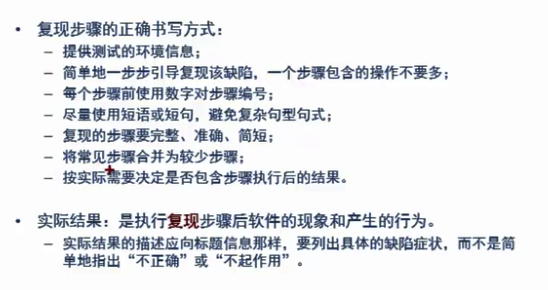 • 复现步骤的正确书写方式：
– 提供测试的环境信息；
– 简单地一步步引导复现该缺陷，一个步骤包含的操作不要多；
– 每个步骤前使用数字对步骤编号；
– 尽量使用短语或短句，避免复杂句型句式；
– 复现的步骤要完整、准确、简短；
– 将常见步骤合并为较少步骤；
– 按实际需要决定是否包含步骤执行后的结果。
• 实际结果：是执行复现步骤后软件的现象和产生的行为。
– 实际结果的描述应向标题信息那样，要列出具体的缺陷症状，而不是简
单地指出“不正确”或“不起作用”。